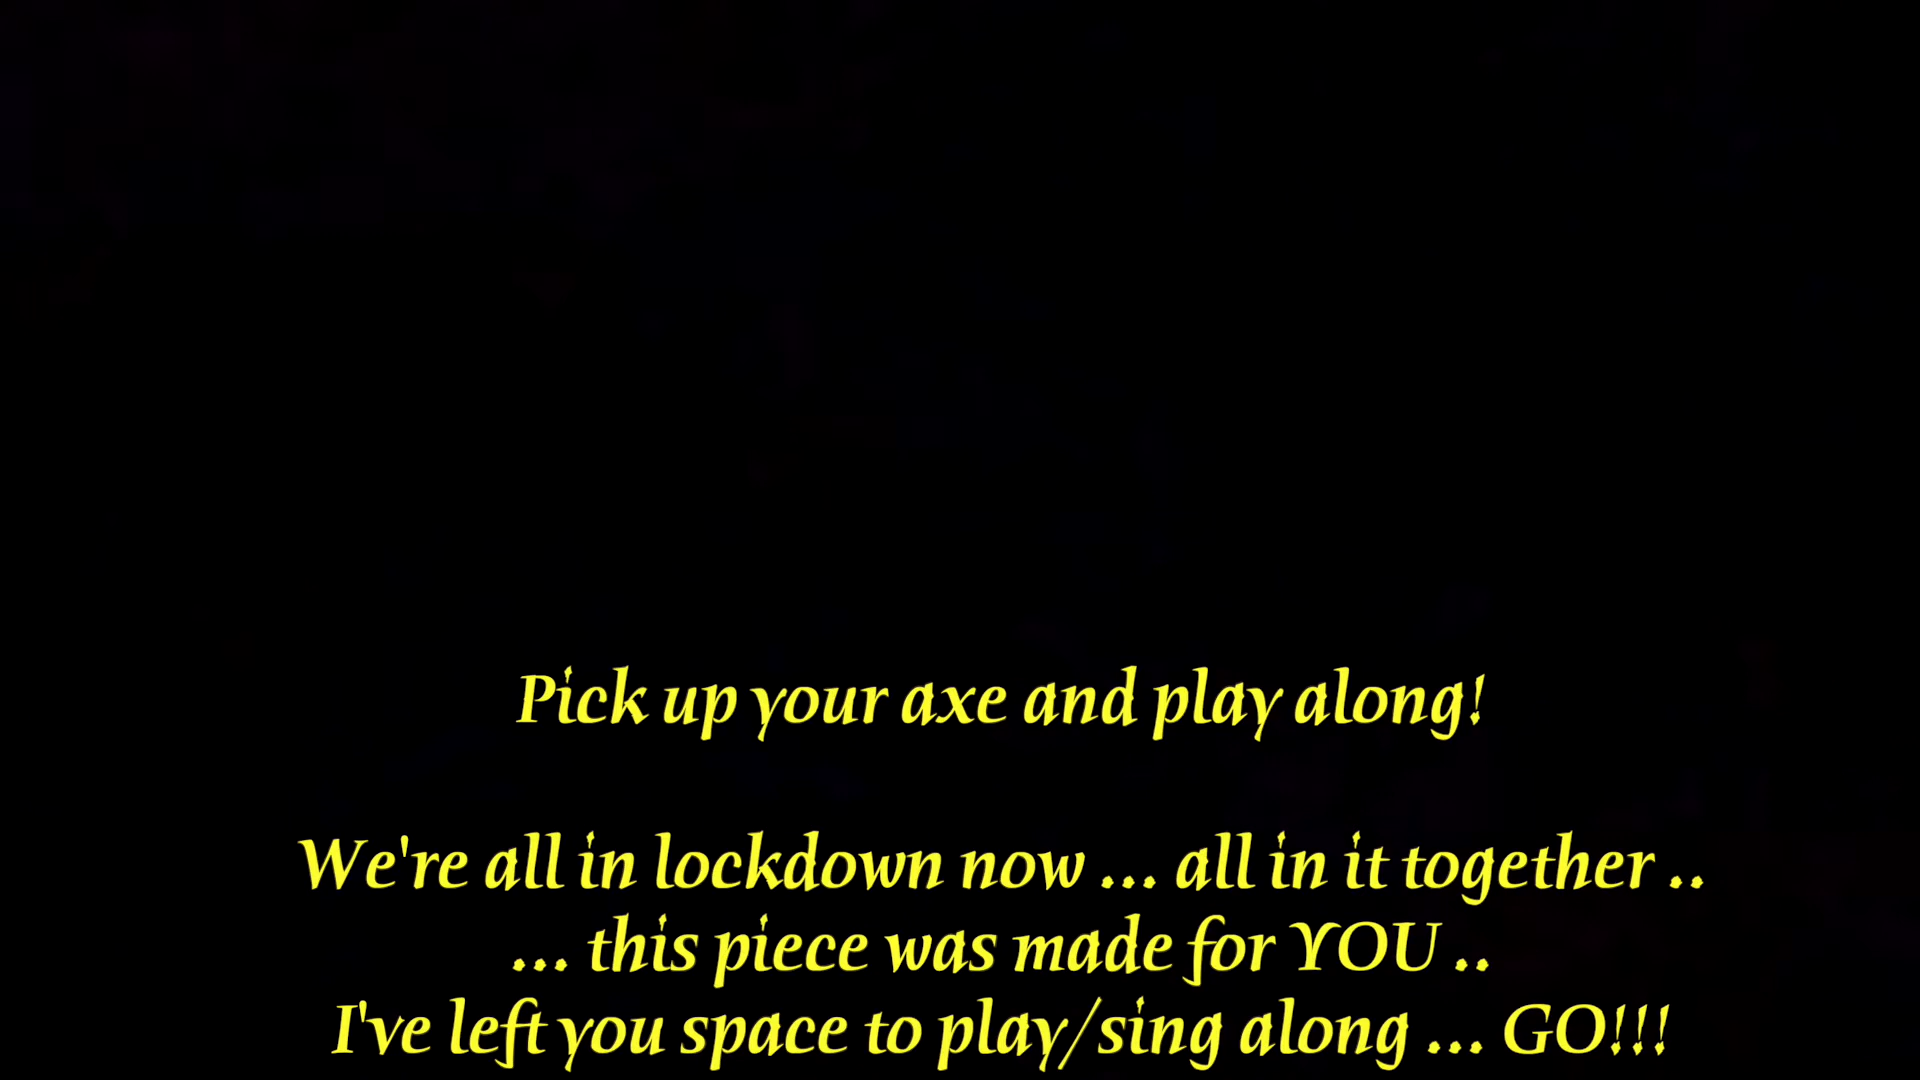 Pick up your axe and play along!
We're all in lockdown now ... all in it together ..
... this piece was made for YOU ..
I've left you space to play/sing along ... GO!!!